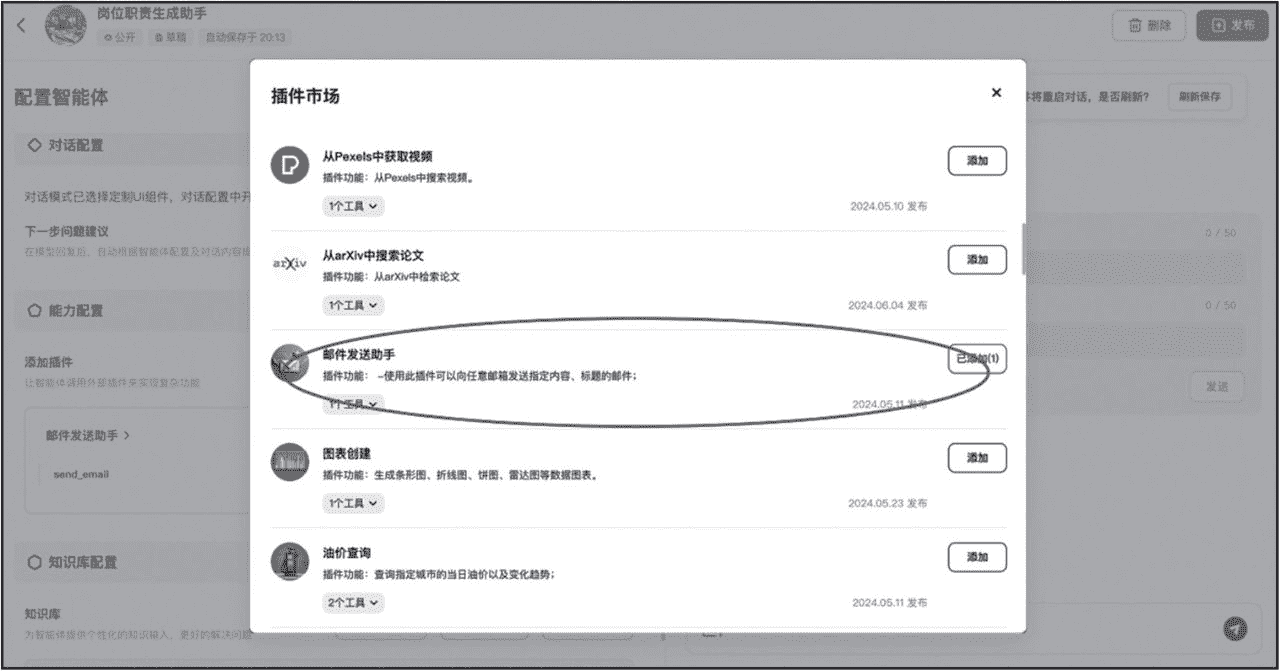 岗位职责生成助手
公开 草稿 自动保存于 20:13
删除
发布
配置智能体
将重启对话，是否刷新？
刷新保存
对话配置
对话模式已选择定制UI组件，对话配置中开
下一步问题建议
在模型回复后，自动根据智能体配置及对话内容
0 / 50
能力配置
0 / 50
添加插件
让智能体调用外部插件来实现复杂功能
发送
邮件发送助手
send_email
知识库配置
知识库
为智能体提供个性化的知识输入，更好的解决问题
插件市场
从Pexels中获取视频
插件功能：从Pexels中搜索视频。
添加
1个工具
2024.05.10 发布
arXiv
从arXiv中搜索论文
插件功能：从arXiv中检索论文
添加
1个工具
2024.06.04 发布
邮件发送助手
插件功能： -使用此插件可以向任意邮箱发送指定内容、标题的邮件；
已添加(1)
1个工具
2024.05.11 发布
图表创建
插件功能：生成条形图、折线图、饼图、雷达图等数据图表。
添加
1个工具
2024.05.23 发布
油价查询
插件功能：查询指定城市的当日油价以及变化趋势；
添加
2个工具
2024.05.11 发布